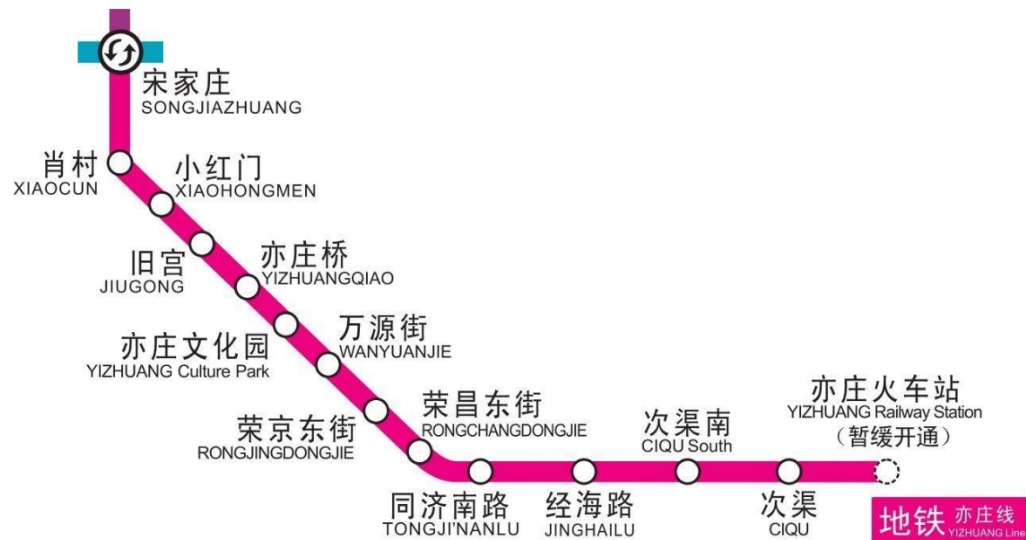 宋家庄
SONGJIAZHUANG
肖村
XIAOCUN
小红门
XIAOHONGMEN
旧宫
JIUGONG
亦庄桥
YIZHUANGQIAO
亦庄文化园
YIZHUANG Culture Park
万源街
WANYUANJIE
荣京东街
RONGJINGDONGJIE
荣昌东街
RONGCHANGDONGJIE
同济南路
TONGJI'NANLU
经海路
JINGHAILU
次渠南
CIQU South
次渠
CIQU
亦庄火车站
YIZHUANG Railway Station
（暂缓开通）
地铁 亦庄线
YIZHUANG Line